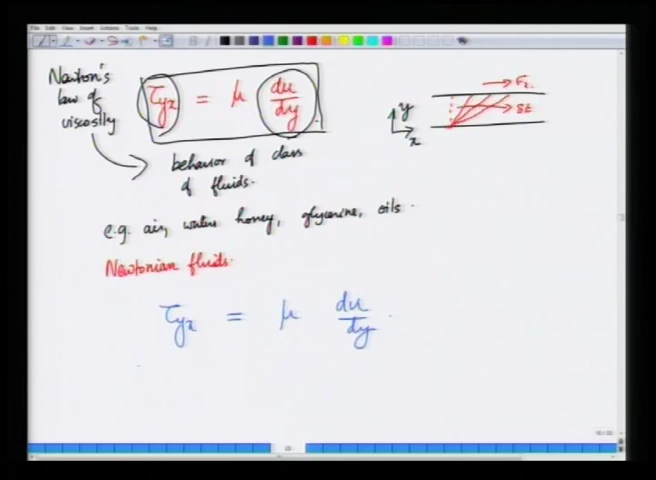 Newton's
law of
viscosity
τyx = μ du/dy
Fx
δt
y
x
behavior of class
of fluids.
e.g. air, water, honey, glycerine, oils.
Newtonian fluids.
τyx = μ du/dy.